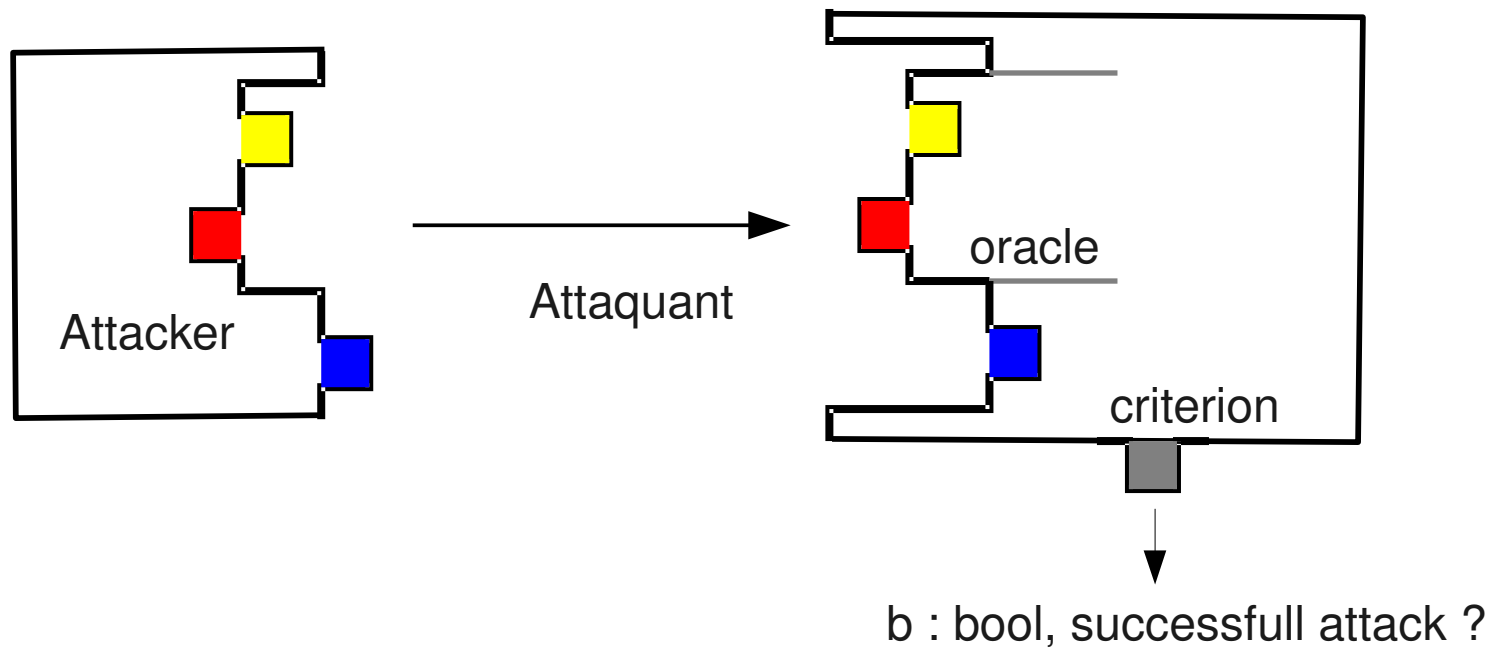 oracle
Attaquant
Attacker
criterion
b : bool, successfull attack ?